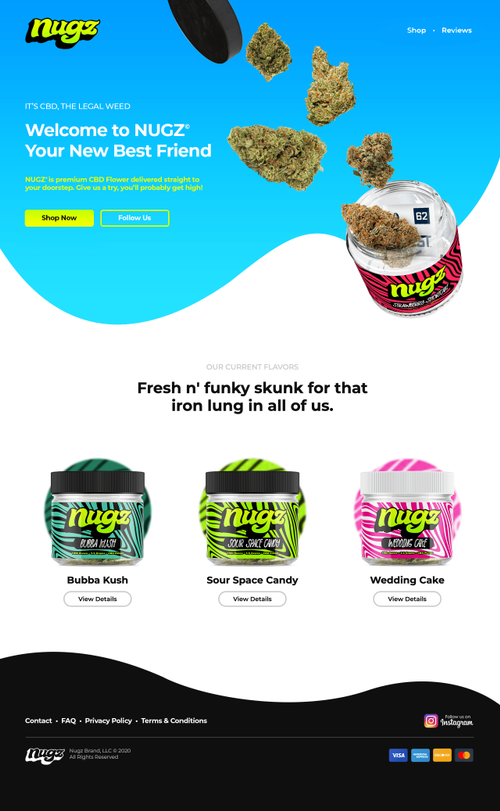 nugz
Shop • Reviews
IT'S CBD, THE LEGAL WEED
Welcome to NUGZ©
Your New Best Friend
NUGZ© is premium CBD Flower delivered straight to
your doorstep. Give us a try, you'll probably get high!
Shop Now
Follow Us
62
nugz
STRAWBERRY SHORTCAKE
OUR CURRENT FLAVORS
Fresh n' funky skunk for that
iron lung in all of us.
nugz
BUBBA KUSH
nugz
SOUR SPACE CANDY
nugz
WEDDING CAKE
Bubba Kush
Sour Space Candy
Wedding Cake
View Details
View Details
View Details
Contact • FAQ • Privacy Policy • Terms & Conditions
Follow us on
Instagram
nugz
Nugz Brand, LLC © 2020
All Rights Reserved
VISA